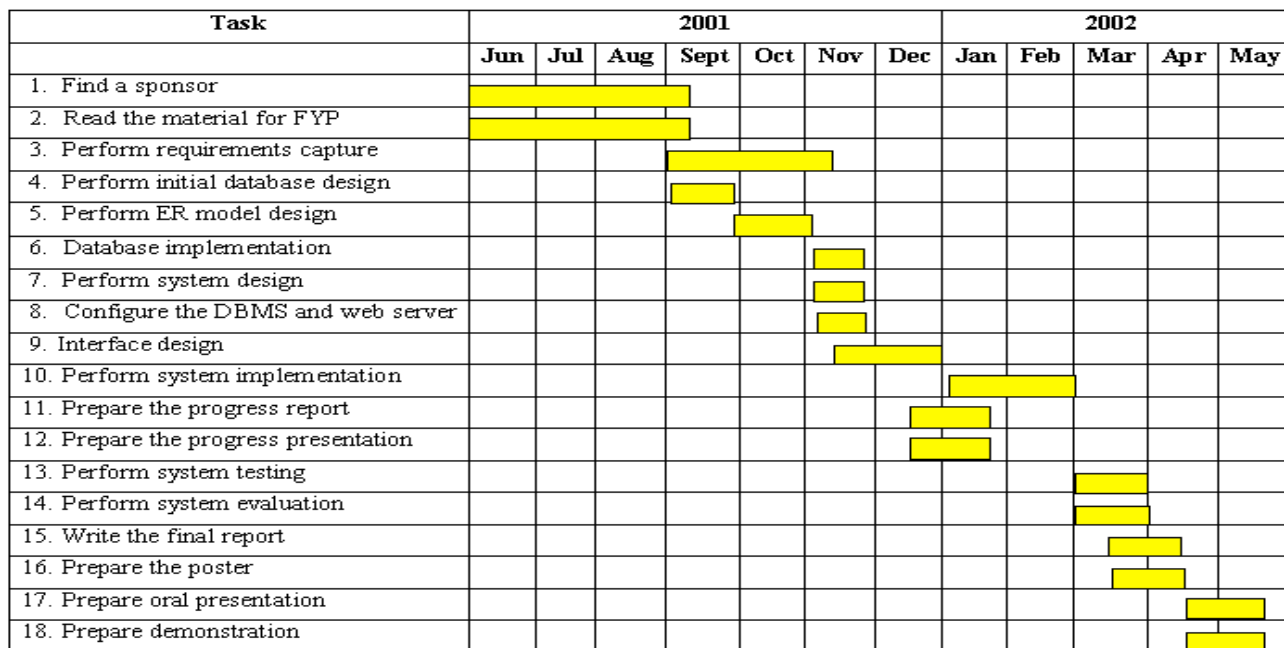 Task 2001 2002
Jun Jul Aug Sept Oct Nov Dec Jan Feb Mar Apr May
1. Find a sponsor
2. Read the material for FYP
3. Perform requirements capture
4. Perform initial database design
5. Perform ER model design
6. Database implementation
7. Perform system design
8. Configure the DBMS and web server
9. Interface design
10. Perform system implementation
11. Prepare the progress report
12. Prepare the progress presentation
13. Perform system testing
14. Perform system evaluation
15. Write the final report
16. Prepare the poster
17. Prepare oral presentation
18. Prepare demonstration